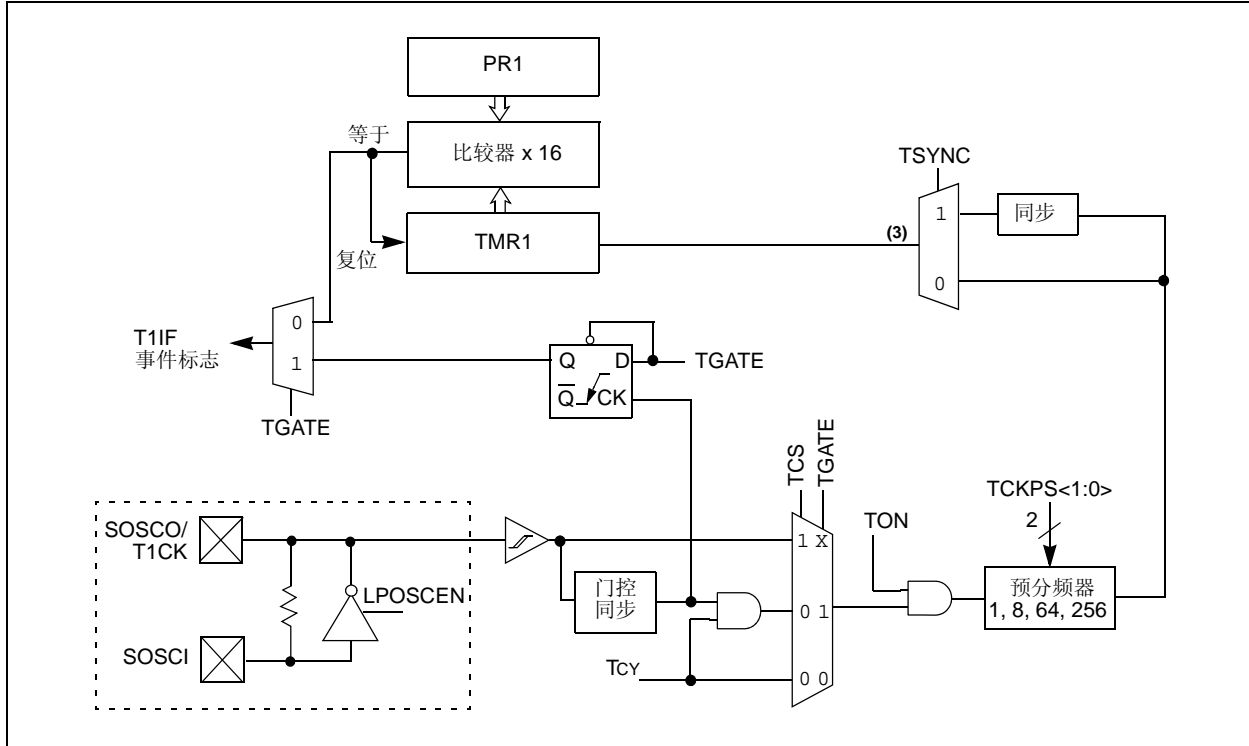 PR1
等于
比较器 x 16
TSYNC
1
同步
(3)
TMR1
复位
0
0
T1IF
事件标志
1
Q
D
TGATE
Q
CK
TGATE
TCS
TGATE
TCKPS<1:0>
2
SOSCO/
T1CK
TON
1 X
门控
同步
预分频器
1, 8, 64, 256
LPOSCEN
0 1
SOSCI
TCY
0 0